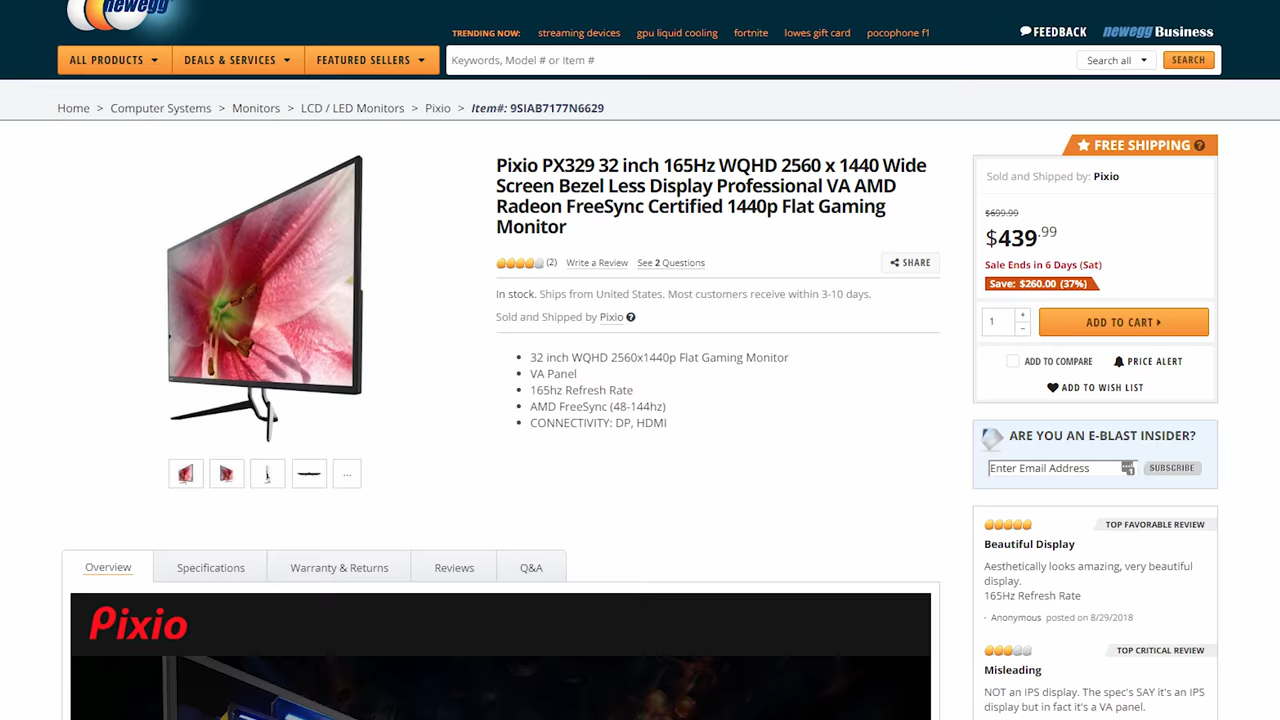 newegg
TRENDING NOW: streaming devices gpu liquid cooling fortnite lowes gift card pocophone f1
FEEDBACK newegg Business
ALL PRODUCTS DEALS & SERVICES FEATURED SELLERS
Keywords, Model # or Item # Search all SEARCH
Home > Computer Systems > Monitors > LCD / LED Monitors > Pixio > Item#: 9SIAB7177N6629
Pixio PX329 32 inch 165Hz WQHD 2560 x 1440 Wide
Screen Bezel Less Display Professional VA AMD
Radeon FreeSync Certified 1440p Flat Gaming
Monitor
(2) Write a Review See 2 Questions
SHARE
In stock. Ships from United States. Most customers receive within 3-10 days.
Sold and Shipped by Pixio ?
• 32 inch WQHD 2560x1440p Flat Gaming Monitor
• VA Panel
• 165hz Refresh Rate
• AMD FreeSync (48-144hz)
• CONNECTIVITY: DP, HDMI
...
FREE SHIPPING ?
Sold and Shipped by: Pixio
$699.99
$439.99
Sale Ends in 6 Days (Sat)
Save: $260.00 (37%)
1 + - ADD TO CART
ADD TO COMPARE PRICE ALERT
ADD TO WISH LIST
ARE YOU AN E-BLAST INSIDER?
Enter Email Address 1 SUBSCRIBE
TOP FAVORABLE REVIEW
Beautiful Display
Aesthetically looks amazing, very beautiful
display.
165Hz Refresh Rate
- Anonymous posted on 8/29/2018
TOP CRITICAL REVIEW
Misleading
NOT an IPS display. The spec's SAY it's an IPS
display but in fact it's a VA panel.
Overview Specifications Warranty & Returns Reviews Q&A
Pixio